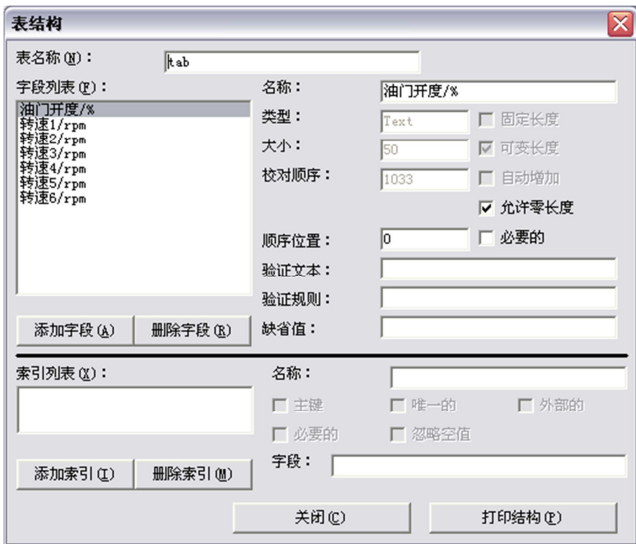 表结构
表名称(N)： tab
字段列表(F)：
油门开度/%
转速1/rpm
转速2/rpm
转速3/rpm
转速4/rpm
转速5/rpm
转速6/rpm
添加字段(A) 删除字段(R)
名称： 油门开度/%
类型： Text 固定长度
大小： 50 可变长度
校对顺序： 1033 自动增加
允许零长度
顺序位置： 0 必要的
验证文本：
验证规则：
缺省值：
索引列表(X)：
添加索引(I) 删除索引(M)
名称：
主键 唯一的 外部的
必要的 忽略空值
字段：
关闭(C) 打印结构(P)